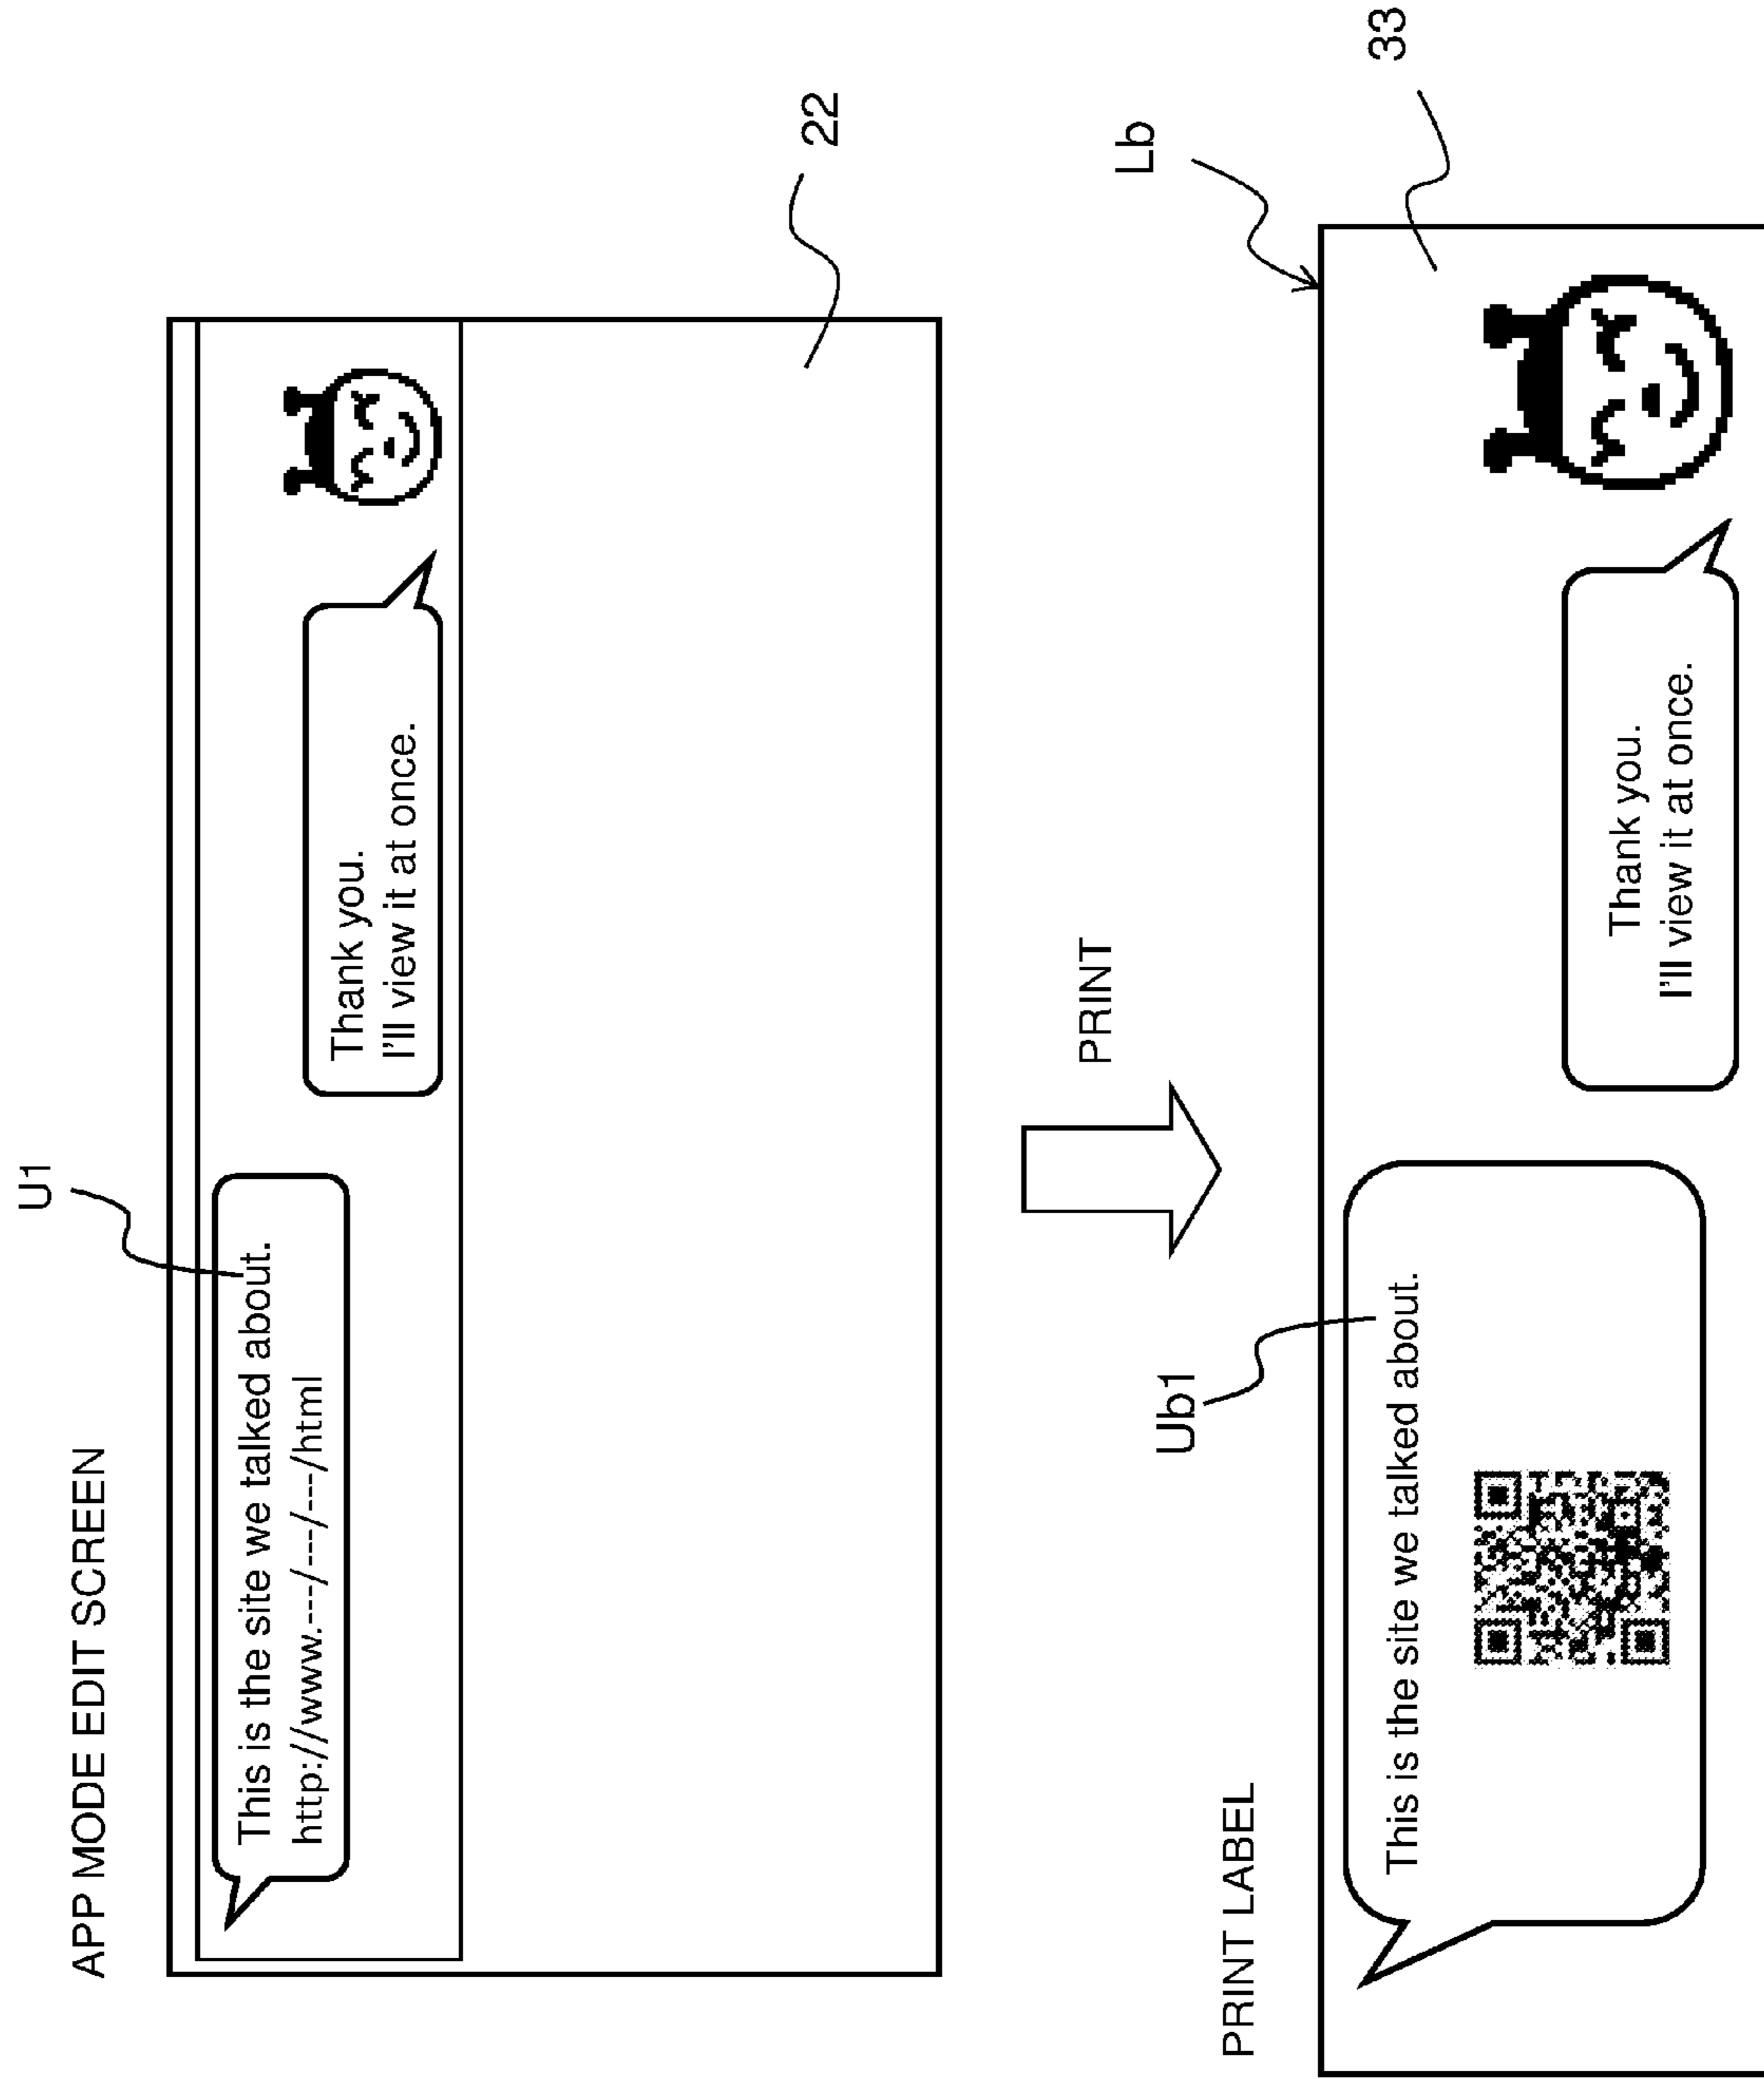 APP MODE EDIT SCREEN
U1
This is the site we talked about.
http://www.----/----/----/html
Thank you.
I'll view it at once.
22
PRINT
PRINT LABEL
Ub1
Lb
This is the site we talked about.
Thank you.
I'll view it at once.
33